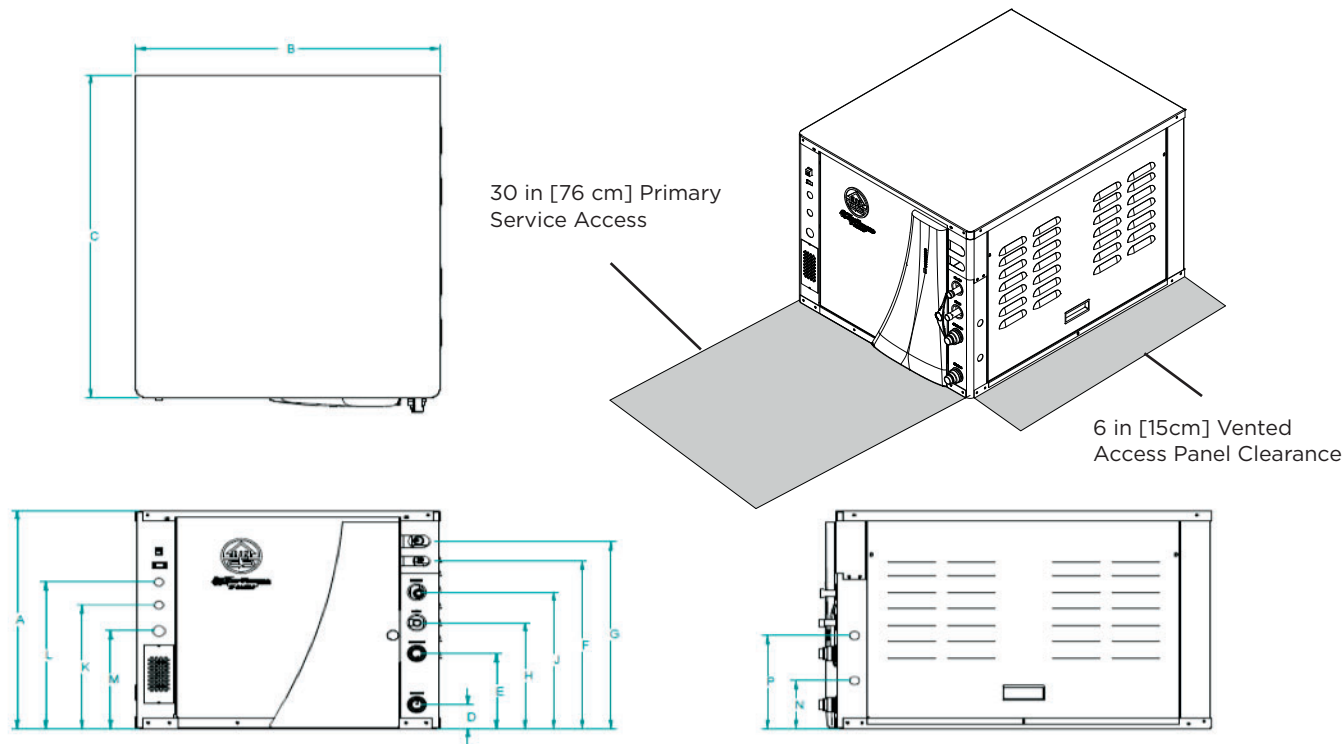 B
C
30 in [76 cm] Primary
Service Access
6 in [15cm] Vented
Access Panel Clearance
A
L
K
M
D
E
H
J
F
G
P
N